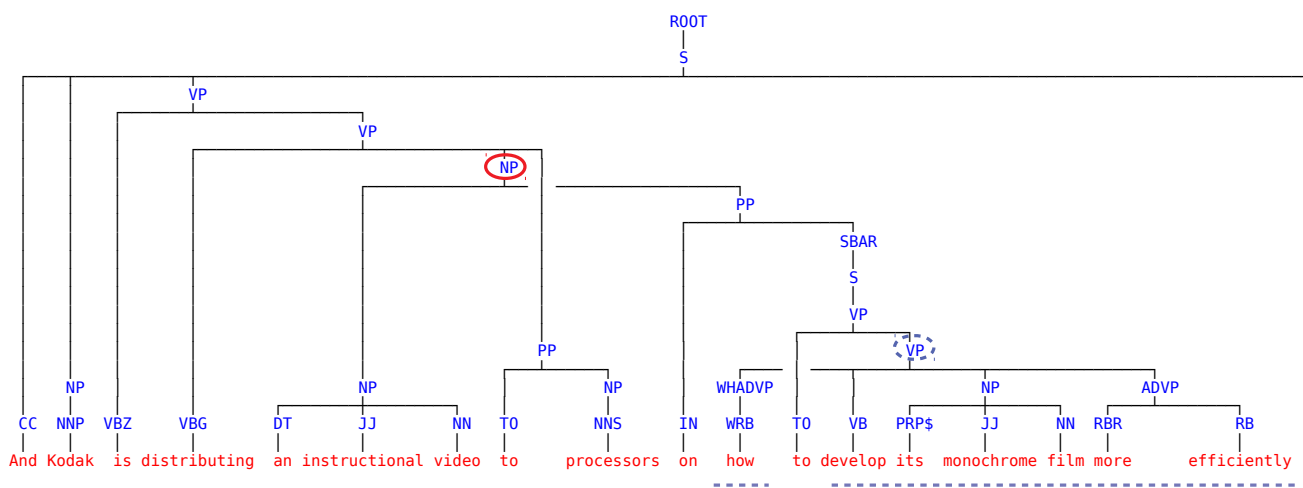 ROOT
S
VP
VP
NP
PP
SBAR
S
VP
PP VP
NP NP NP WHADVP NP ADVP
CC NNP VBZ VBG DT JJ NN TO NNS IN WRB TO VB PRP$ JJ NN RBR RB
And Kodak is distributing an instructional video to processors on how to develop its monochrome film more efficiently